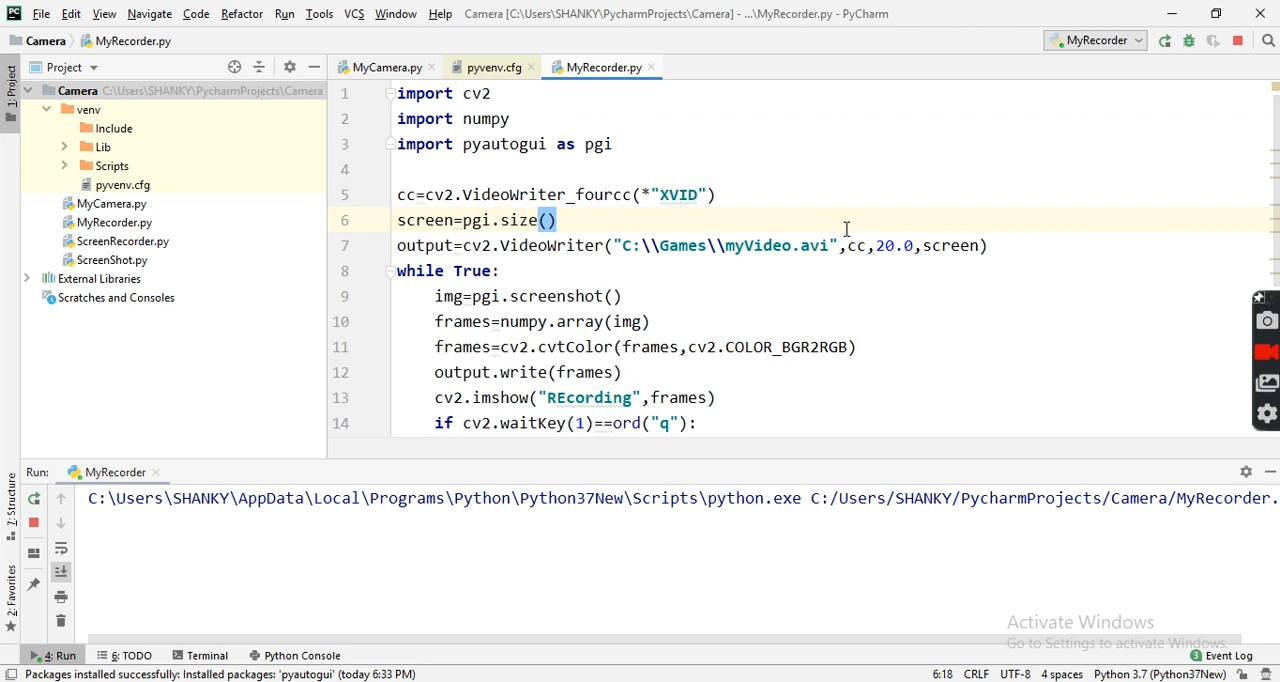 File Edit View Navigate Code Refactor Run Tools VCS Window Help Camera [C:\Users\SHANKY\PycharmProjects\Camera] - ...\MyRecorder.py - PyCharm
Camera MyRecorder.py MyRecorder
1: Project
Project
MyCamera.py pyvenv.cfg MyRecorder.py
Camera C:\Users\SHANKY\PycharmProjects\Camera
venv
Include
Lib
Scripts
pyvenv.cfg
MyCamera.py
MyRecorder.py
ScreenRecorder.py
ScreenShot.py
External Libraries
Scratches and Consoles
1 import cv2
2 import numpy
3 import pyautogui as pgi
4
5 cc=cv2.VideoWriter_fourcc(*"XVID")
6 screen=pgi.size()
7 output=cv2.VideoWriter("C:\\Games\\myVideo.avi",cc,20.0,screen)
8 while True:
9 img=pgi.screenshot()
10 frames=numpy.array(img)
11 frames=cv2.cvtColor(frames,cv2.COLOR_BGR2RGB)
12 output.write(frames)
13 cv2.imshow("REcording",frames)
14 if cv2.waitKey(1)==ord("q"):
Run: MyRecorder
C:\Users\SHANKY\AppData\Local\Programs\Python\Python37New\Scripts\python.exe C:/Users/SHANKY/PycharmProjects/Camera/MyRecorder.
Z: Structure
2: Favorites
Activate Windows
Go to Settings to activate Windows.
4: Run 6: TODO Terminal Python Console 3 Event Log
Packages installed successfully: Installed packages: 'pyautogui' (today 6:33 PM) 6:18 CRLF UTF-8 4 spaces Python 3.7 (Python37New)